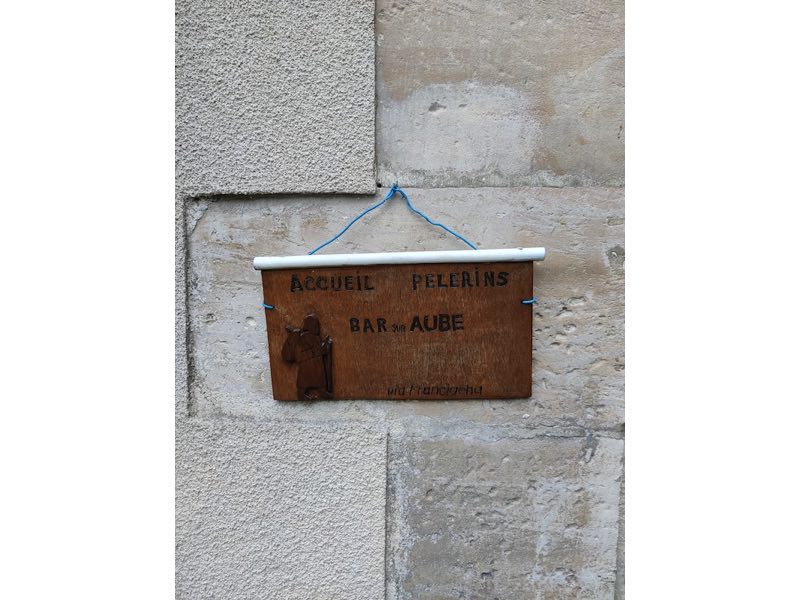 ACCUEIL PELERINS
BAR sur AUBE
via Francigena